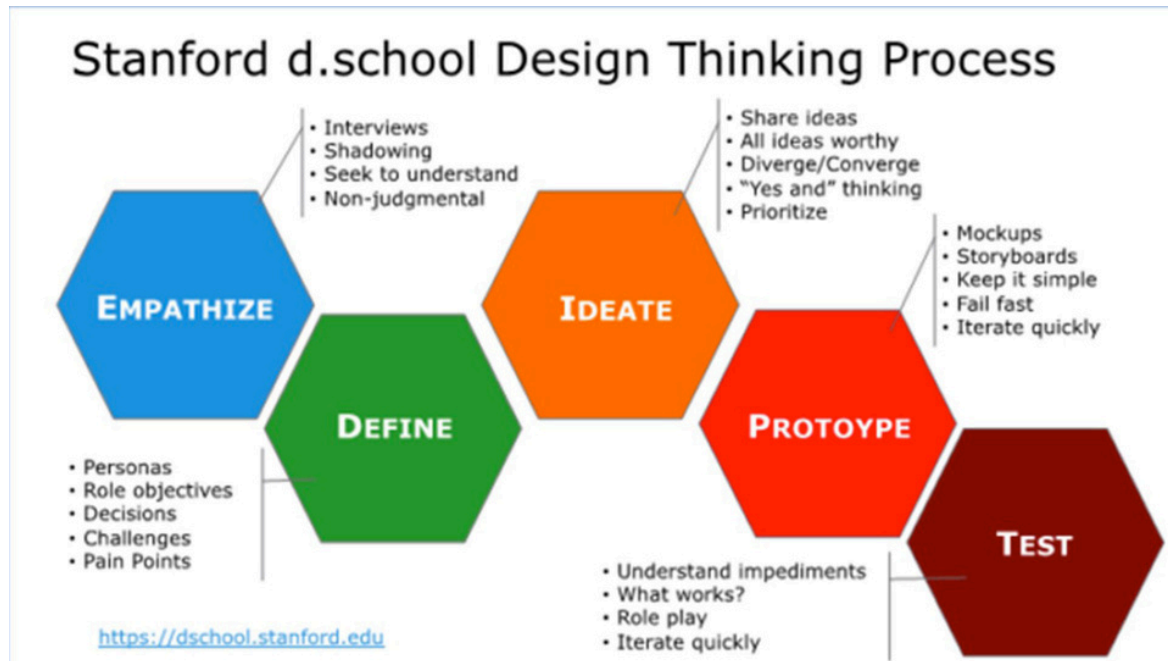 Stanford d.school Design Thinking Process
• Interviews
• Shadowing
• Seek to understand
• Non-judgmental
EMPATHIZE
DEFINE
• Personas
• Role objectives
• Decisions
• Challenges
• Pain Points
• Share ideas
• All ideas worthy
• Diverge/Converge
• “Yes and” thinking
• Prioritize
IDEATE
• Mockups
• Storyboards
• Keep it simple
• Fail fast
• Iterate quickly
PROTOYPE
TEST
• Understand impediments
• What works?
• Role play
• Iterate quickly
https://dschool.stanford.edu